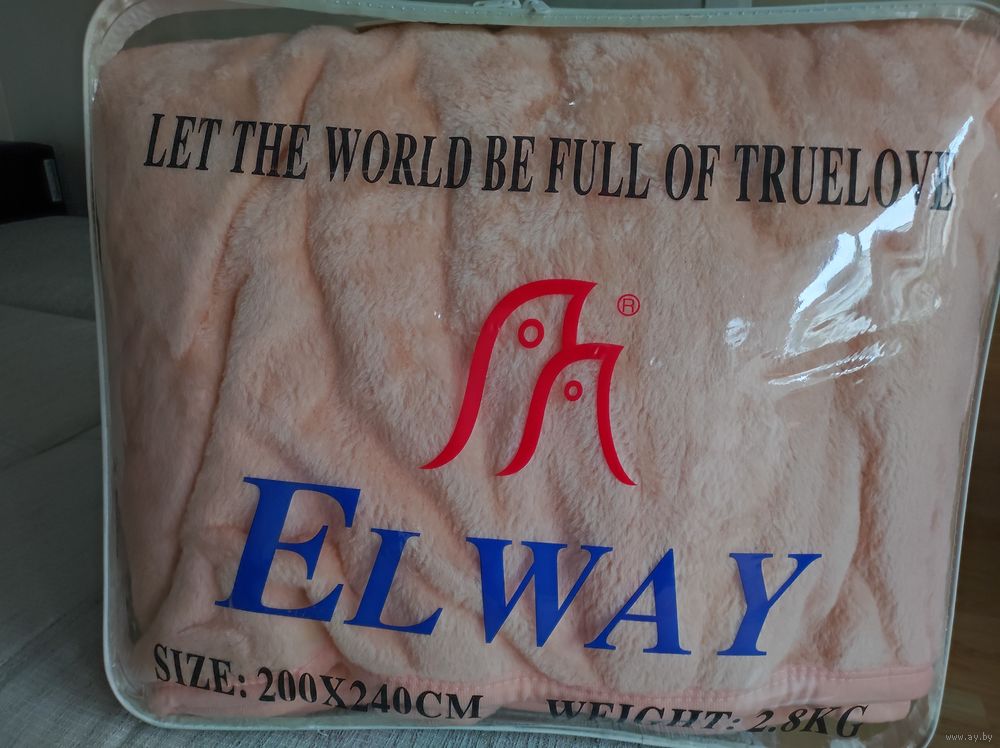 LET THE WORLD BE FULL OF TRUELOVE
®
ELWAY
SIZE: 200X240CM WEIGHT: 2.8KG
www.ay.by